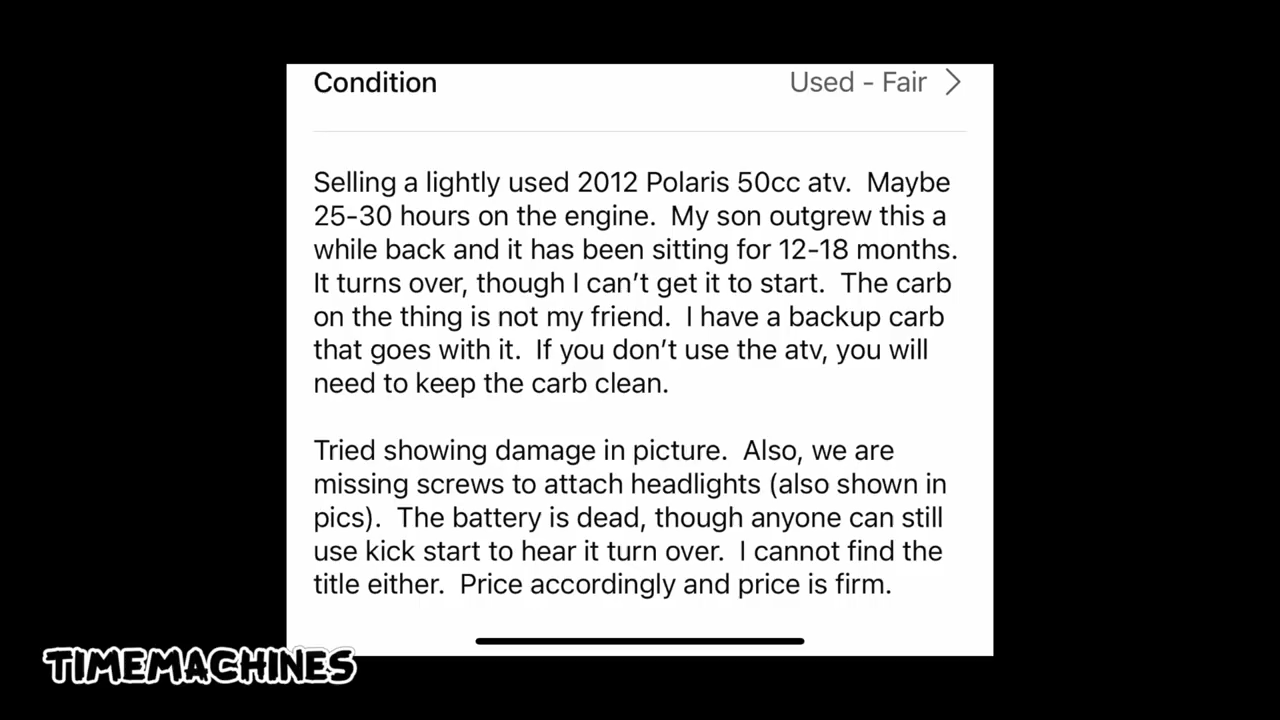 Condition
Used - Fair
Selling a lightly used 2012 Polaris 50cc atv.  Maybe
25-30 hours on the engine.  My son outgrew this a
while back and it has been sitting for 12-18 months.
It turns over, though I can’t get it to start.  The carb
on the thing is not my friend.  I have a backup carb
that goes with it.  If you don’t use the atv, you will
need to keep the carb clean.
Tried showing damage in picture.  Also, we are
missing screws to attach headlights (also shown in
pics).  The battery is dead, though anyone can still
use kick start to hear it turn over.  I cannot find the
title either.  Price accordingly and price is firm.
TIMEMACHINES